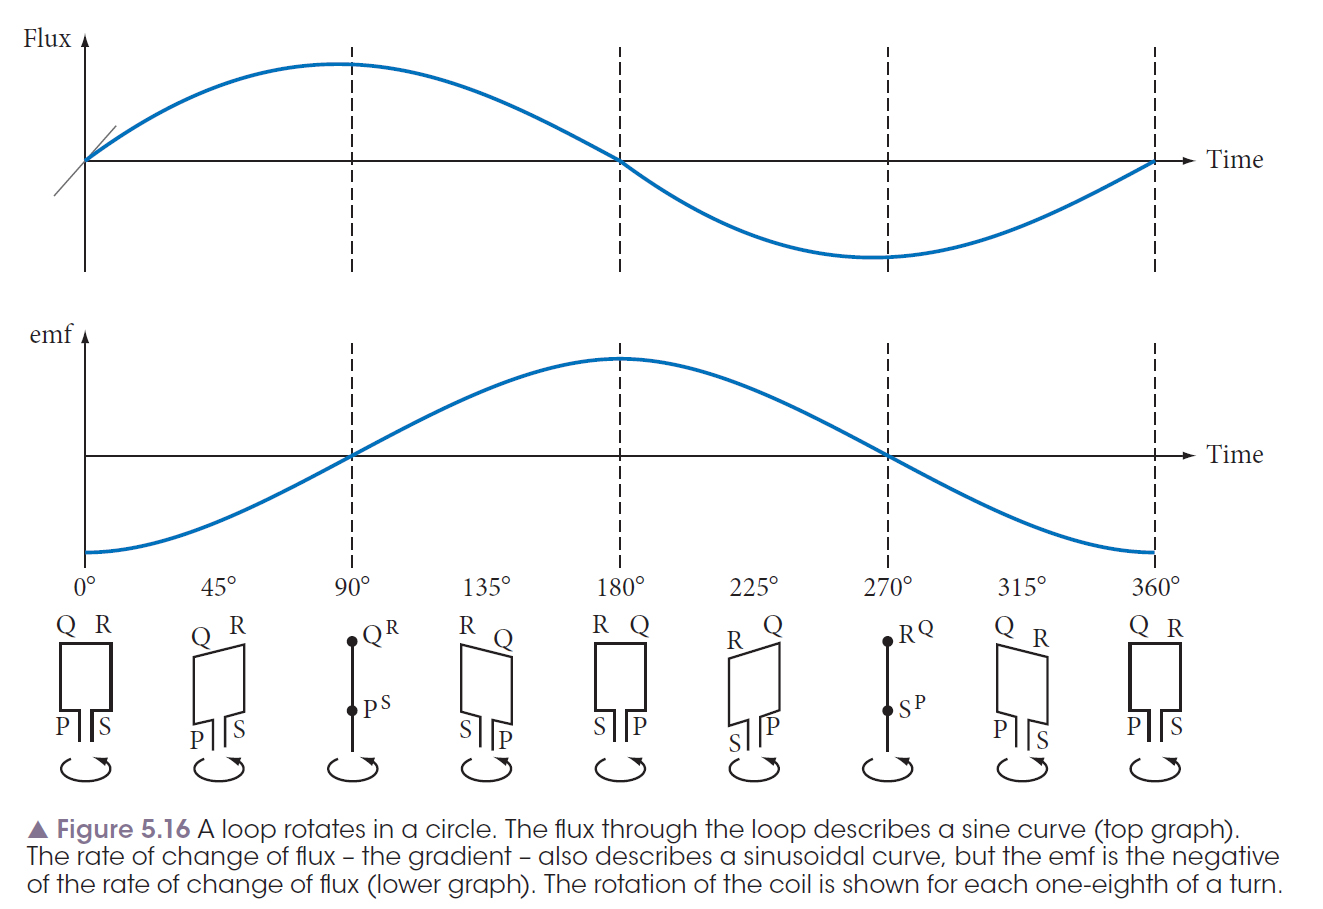 Flux
Time
emf
Time
0° 45° 90° 135° 180° 225° 270° 315° 360°
Q R Q R Q R R Q R Q R Q R Q Q R Q R
P S P S P S S P S P S P S P P S P S
▲ Figure 5.16 A loop rotates in a circle. The flux through the loop describes a sine curve (top graph).
The rate of change of flux – the gradient – also describes a sinusoidal curve, but the emf is the negative
of the rate of change of flux (lower graph). The rotation of the coil is shown for each one-eighth of a turn.